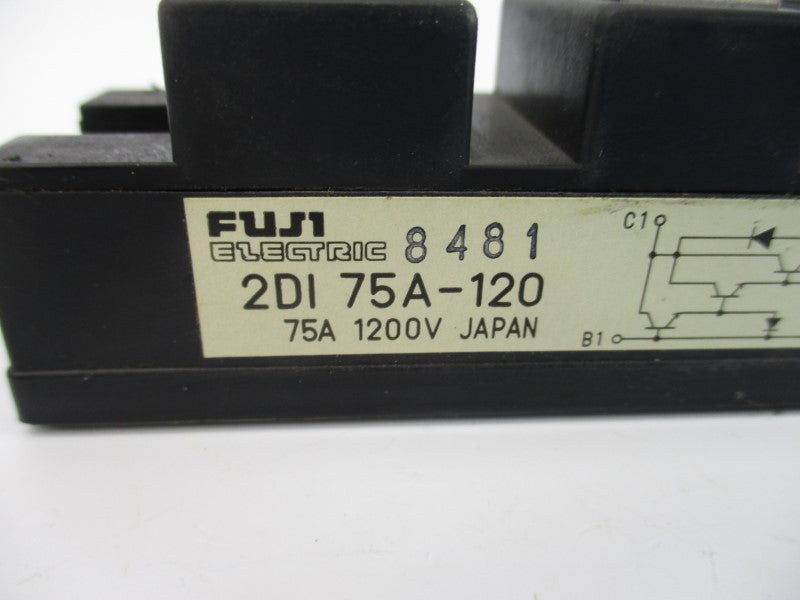 FUJI
ELECTRIC 8481
2DI 75A-120
75A 1200V JAPAN
C1
B1